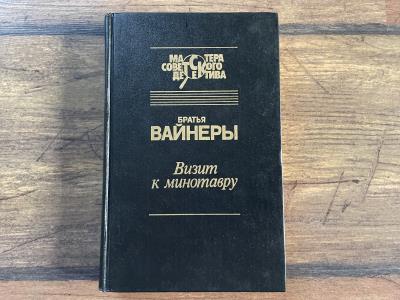 МАСТЕРА
СОВЕТСКОГО
ДЕТЕКТИВА
БРАТЬЯ
ВАЙНЕРЫ
Визит
к минотавру